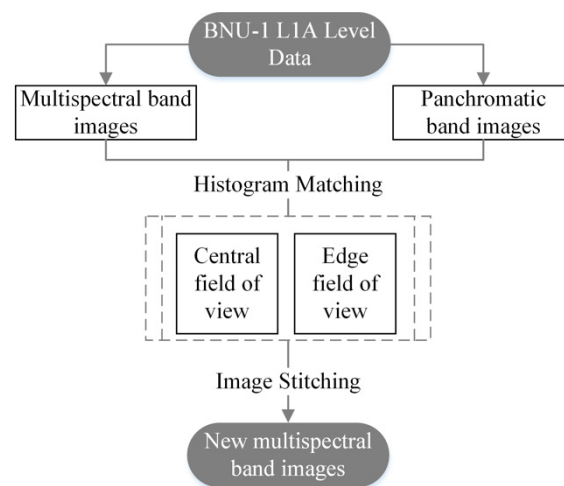 BNU-1 L1A Level
Data
Multispectral band
images
Panchromatic
band images
Histogram Matching
Central
field of
view
Edge
field of
view
Image Stitching
New multispectral
band images